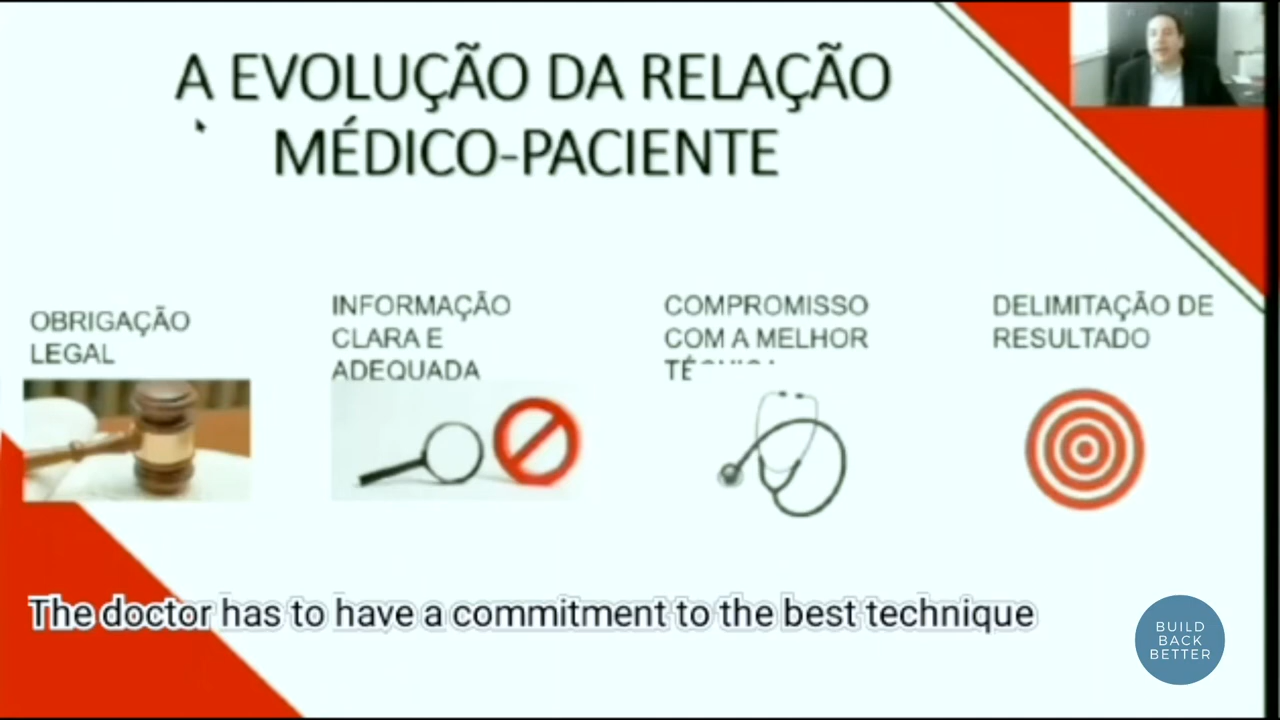 A EVOLUÇÃO DA RELAÇÃO
MÉDICO-PACIENTE
OBRIGAÇÃO
LEGAL
INFORMAÇÃO
CLARA E
ADEQUADA
COMPROMISSO
COM A MELHOR
DELIMITAÇÃO DE
RESULTADO
The doctor has to have a commitment to the best technique
BUILD
BACK
BETTER